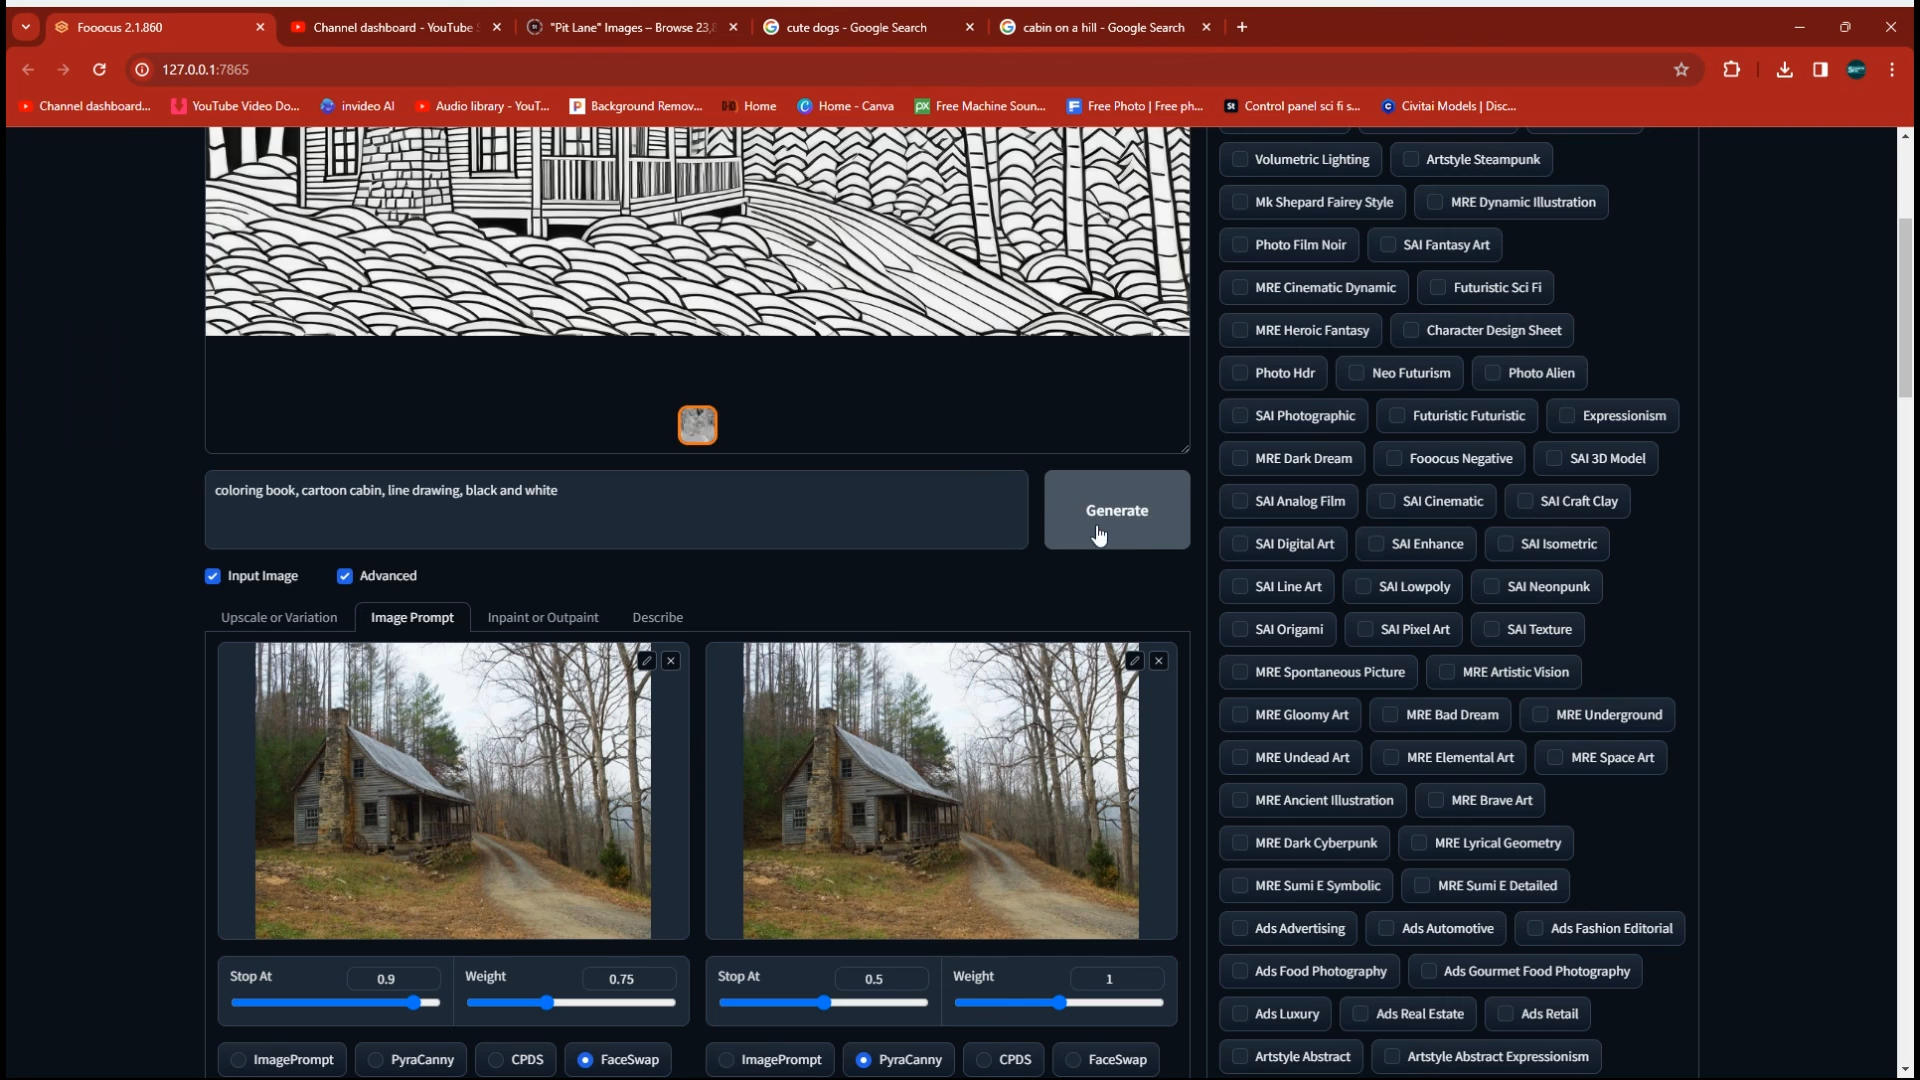 Fooocus 2.1.860
Channel dashboard - YouTube S
"Pit Lane" Images – Browse 23,8
cute dogs - Google Search
cabin on a hill - Google Search
127.0.0.1:7865
Channel dashboard...
YouTube Video Do...
invideo AI
Audio library - YouT...
Background Remov...
Home
Home - Canva
Free Machine Soun...
Free Photo | Free ph...
Control panel sci fi s...
Civitai Models | Disc...
Volumetric Lighting
Artstyle Steampunk
Mk Shepard Fairey Style
MRE Dynamic Illustration
Photo Film Noir
SAI Fantasy Art
MRE Cinematic Dynamic
Futuristic Sci Fi
MRE Heroic Fantasy
Character Design Sheet
Photo Hdr
Neo Futurism
Photo Alien
SAI Photographic
Futuristic Futuristic
Expressionism
MRE Dark Dream
Fooocus Negative
SAI 3D Model
SAI Analog Film
SAI Cinematic
SAI Craft Clay
SAI Digital Art
SAI Enhance
SAI Isometric
SAI Line Art
SAI Lowpoly
SAI Neonpunk
SAI Origami
SAI Pixel Art
SAI Texture
MRE Spontaneous Picture
MRE Artistic Vision
MRE Gloomy Art
MRE Bad Dream
MRE Underground
MRE Undead Art
MRE Elemental Art
MRE Space Art
MRE Ancient Illustration
MRE Brave Art
MRE Dark Cyberpunk
MRE Lyrical Geometry
MRE Sumi E Symbolic
MRE Sumi E Detailed
Ads Advertising
Ads Automotive
Ads Fashion Editorial
Ads Food Photography
Ads Gourmet Food Photography
Ads Luxury
Ads Real Estate
Ads Retail
Artstyle Abstract
Artstyle Abstract Expressionism
coloring book, cartoon cabin, line drawing, black and white
Generate
Input Image
Advanced
Upscale or Variation
Image Prompt
Inpaint or Outpaint
Describe
Stop At
0.9
Weight
0.75
Stop At
0.5
Weight
1
ImagePrompt
PyraCanny
CPDS
FaceSwap
ImagePrompt
PyraCanny
CPDS
FaceSwap